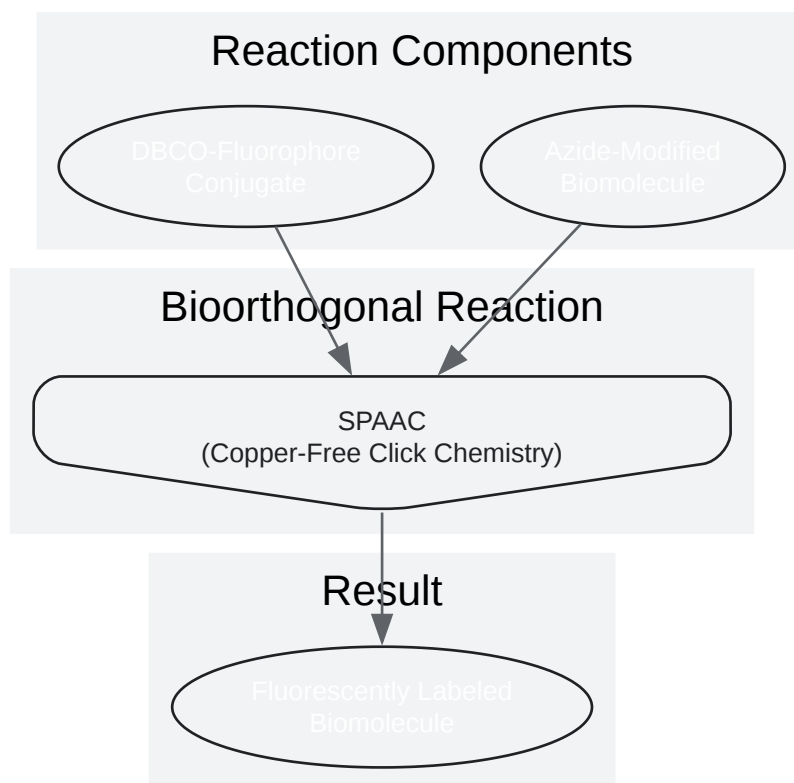 Reaction Components
DBCO-Fluorophore
Conjugate
Azide-Modified
Biomolecule
Bioorthogonal Reaction
SPAAC
(Copper-Free Click Chemistry)
Result
Fluorescently Labeled
Biomolecule